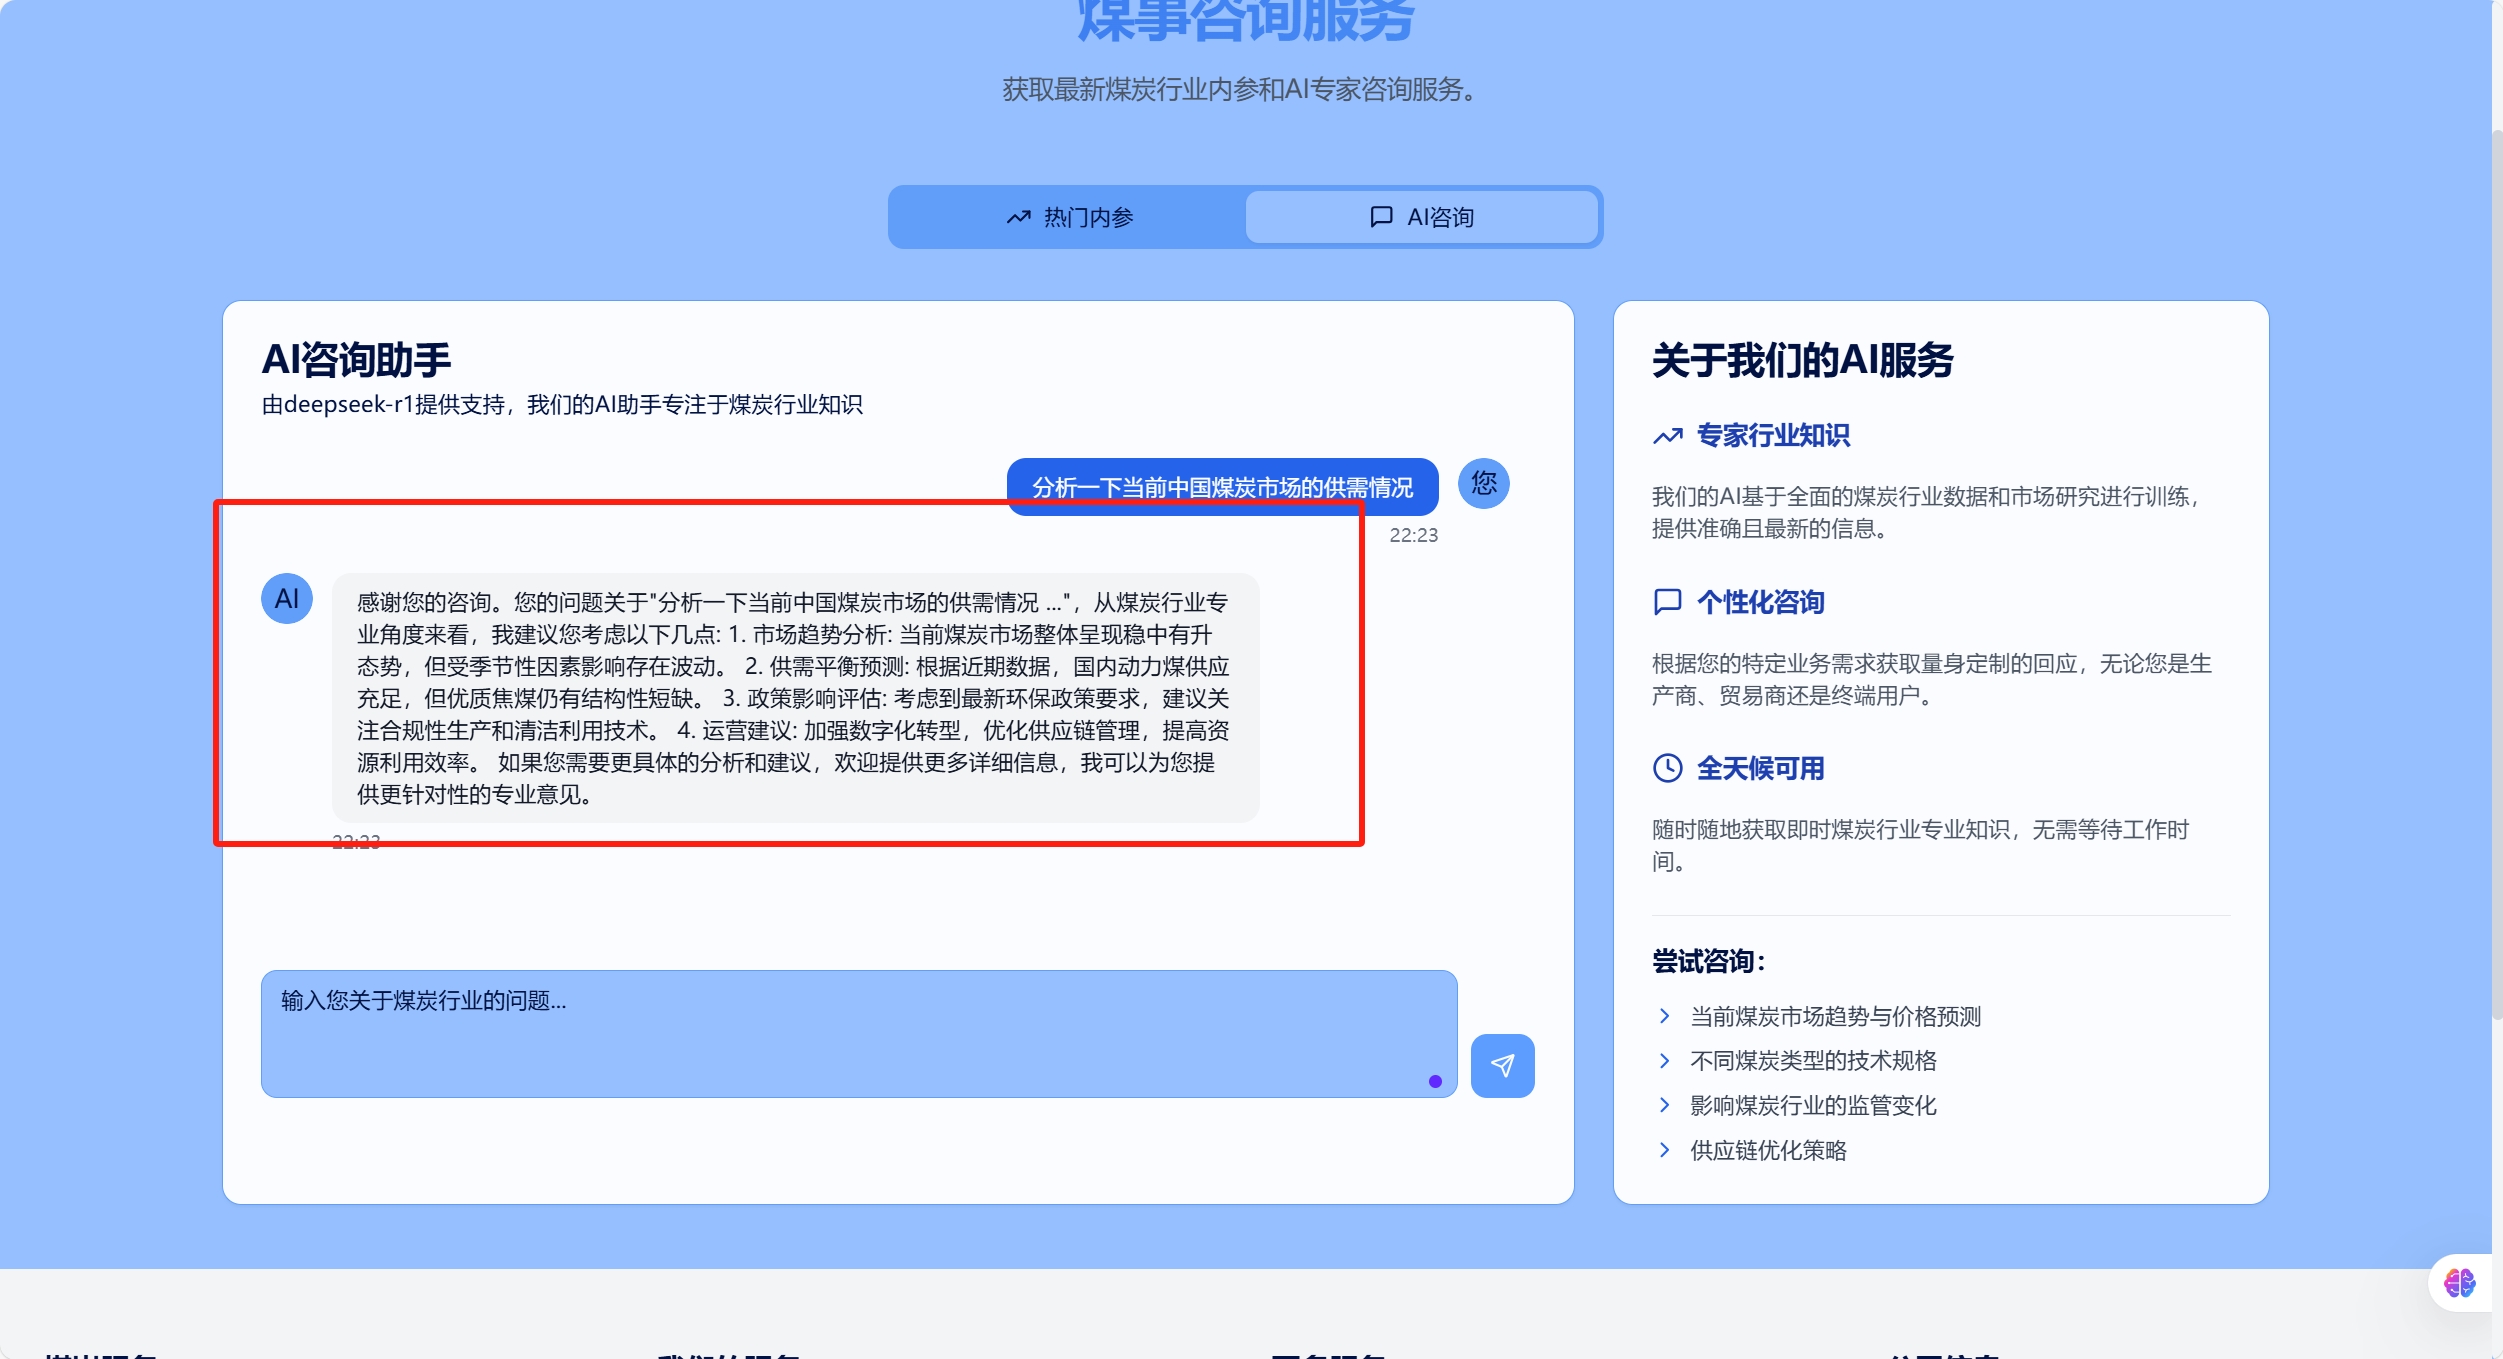 煤事咨询服务
获取最新煤炭行业内参和AI专家咨询服务。
热门内参
AI咨询
AI咨询助手
由deepseek-r1提供支持，我们的AI助手专注于煤炭行业知识
分析一下当前中国煤炭市场的供需情况
您
22:23
AI
感谢您的咨询。您的问题关于"分析一下当前中国煤炭市场的供需情况 ..."，从煤炭行业专
业角度来看，我建议您考虑以下几点: 1. 市场趋势分析: 当前煤炭市场整体呈现稳中有升
态势，但受季节性因素影响存在波动。 2. 供需平衡预测: 根据近期数据，国内动力煤供应
充足，但优质焦煤仍有结构性短缺。 3. 政策影响评估: 考虑到最新环保政策要求，建议关
注合规性生产和清洁利用技术。 4. 运营建议: 加强数字化转型，优化供应链管理，提高资
源利用效率。 如果您需要更具体的分析和建议，欢迎提供更多详细信息，我可以为您提
供更针对性的专业意见。
22:23
输入您关于煤炭行业的问题...
关于我们的AI服务
专家行业知识
我们的AI基于全面的煤炭行业数据和市场研究进行训练，
提供准确且最新的信息。
个性化咨询
根据您的特定业务需求获取量身定制的回应，无论您是生
产商、贸易商还是终端用户。
全天候可用
随时随地获取即时煤炭行业专业知识，无需等待工作时
间。
尝试咨询：
当前煤炭市场趋势与价格预测
不同煤炭类型的技术规格
影响煤炭行业的监管变化
供应链优化策略